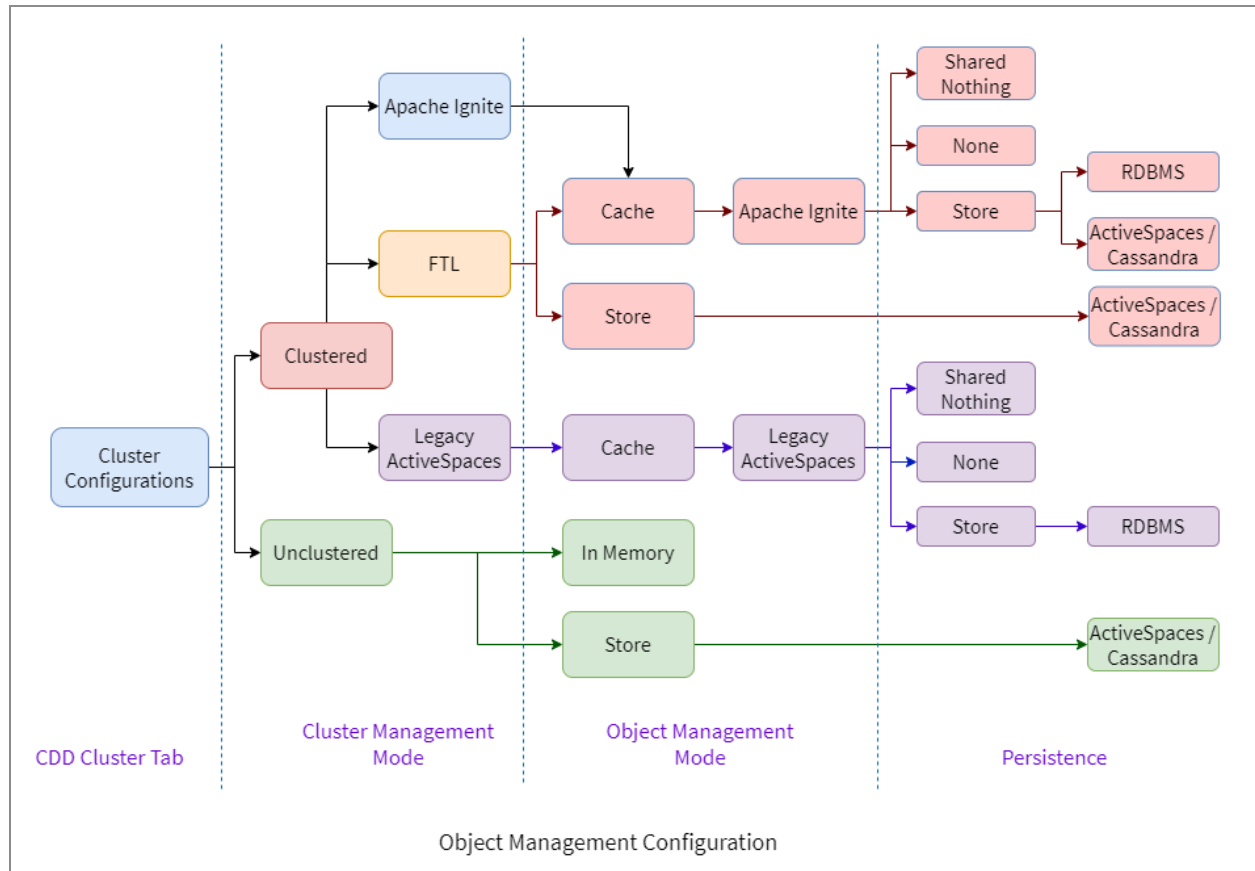 Shared
Nothing
Apache Ignite
None
RDBMS
Cache
Apache Ignite
Store
ActiveSpaces /
Cassandra
FTL
Store
ActiveSpaces /
Cassandra
Clustered
Shared
Nothing
Legacy
ActiveSpaces
Cache
Legacy
ActiveSpaces
None
Cluster
Configurations
Store
RDBMS
Unclustered
In Memory
Store
ActiveSpaces /
Cassandra
CDD Cluster Tab
Cluster Management
Mode
Object Management
Mode
Persistence
Object Management Configuration